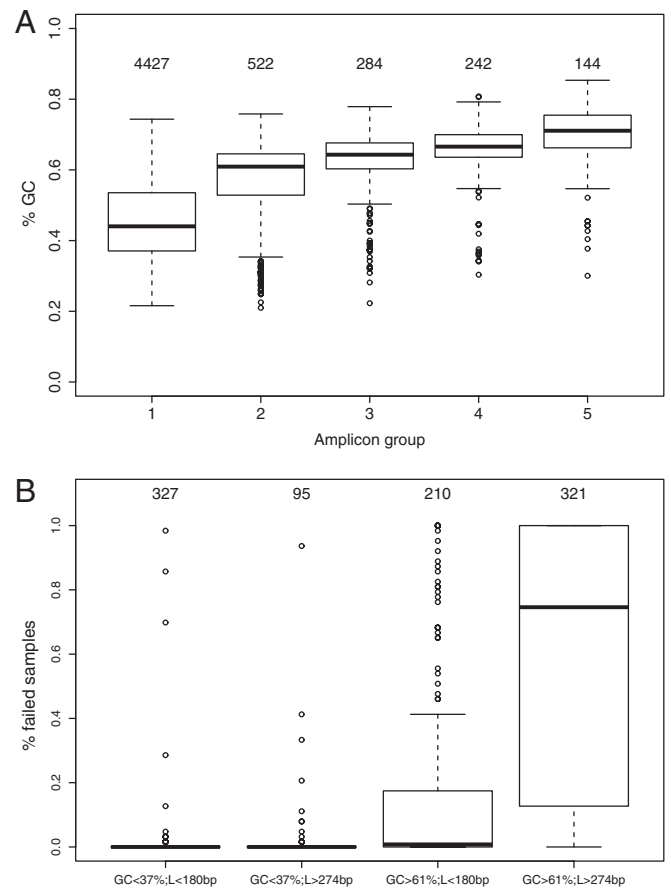 A
4427 522 284 242 144
% GC
1.0
0.8
0.6
0.4
0.2
0.0
1 2 3 4 5
Amplicon group
B
327 95 210 321
% failed samples
1.0
0.8
0.6
0.4
0.2
0.0
GC<37%;L<180bp GC<37%;L>274bp GC>61%;L<180bp GC>61%;L>274bp